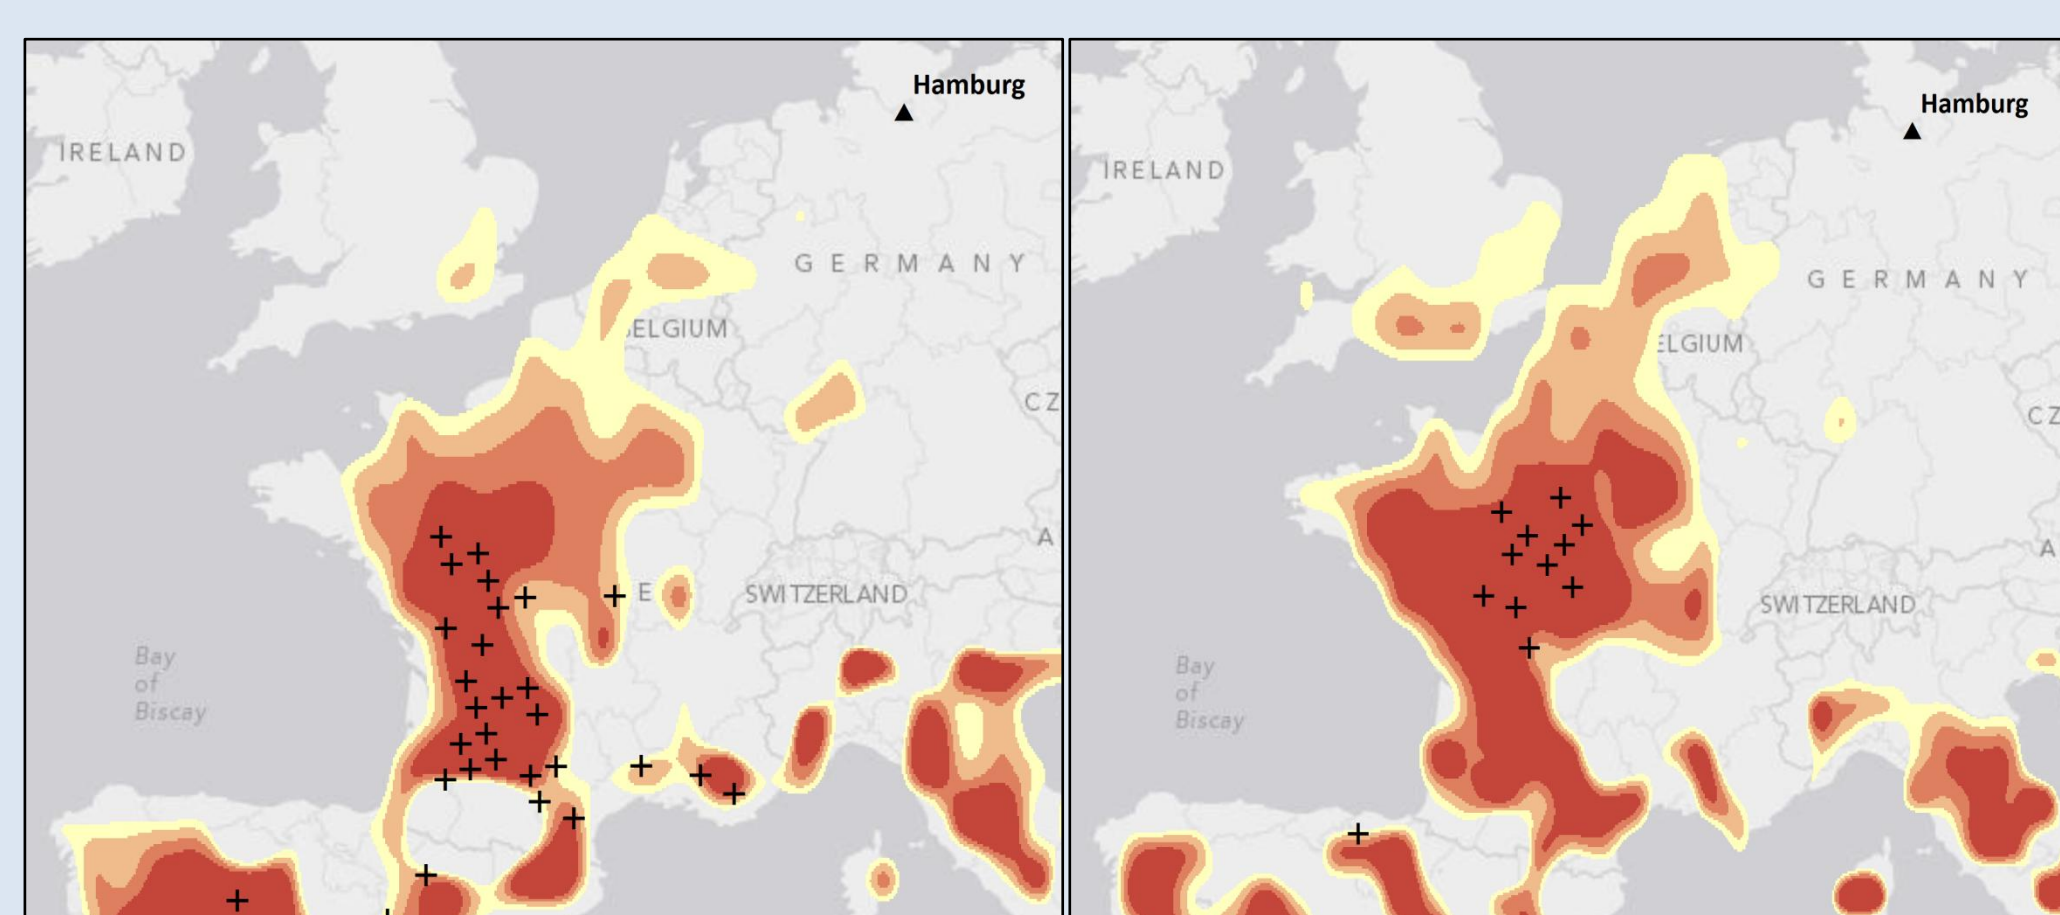 Hamburg
IRELAND
GERMANY
ELGIUM
CZ
A
E
SWITZERLAND
Bay
of
Biscay
Hamburg
IRELAND
GERMANY
ELGIUM
CZ
A
SWITZERLAND
Bay
of
Biscay